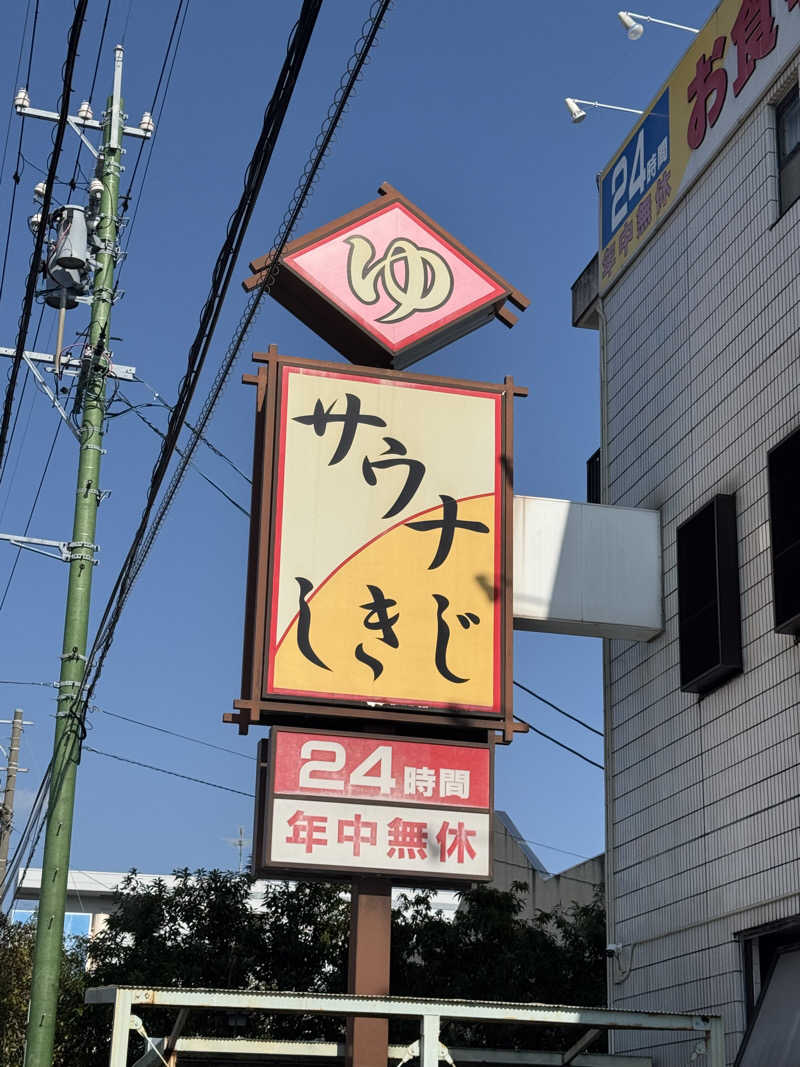 ゆ
サウナ
しきじ
24時間
年中無休
24時間
年中無休
お食